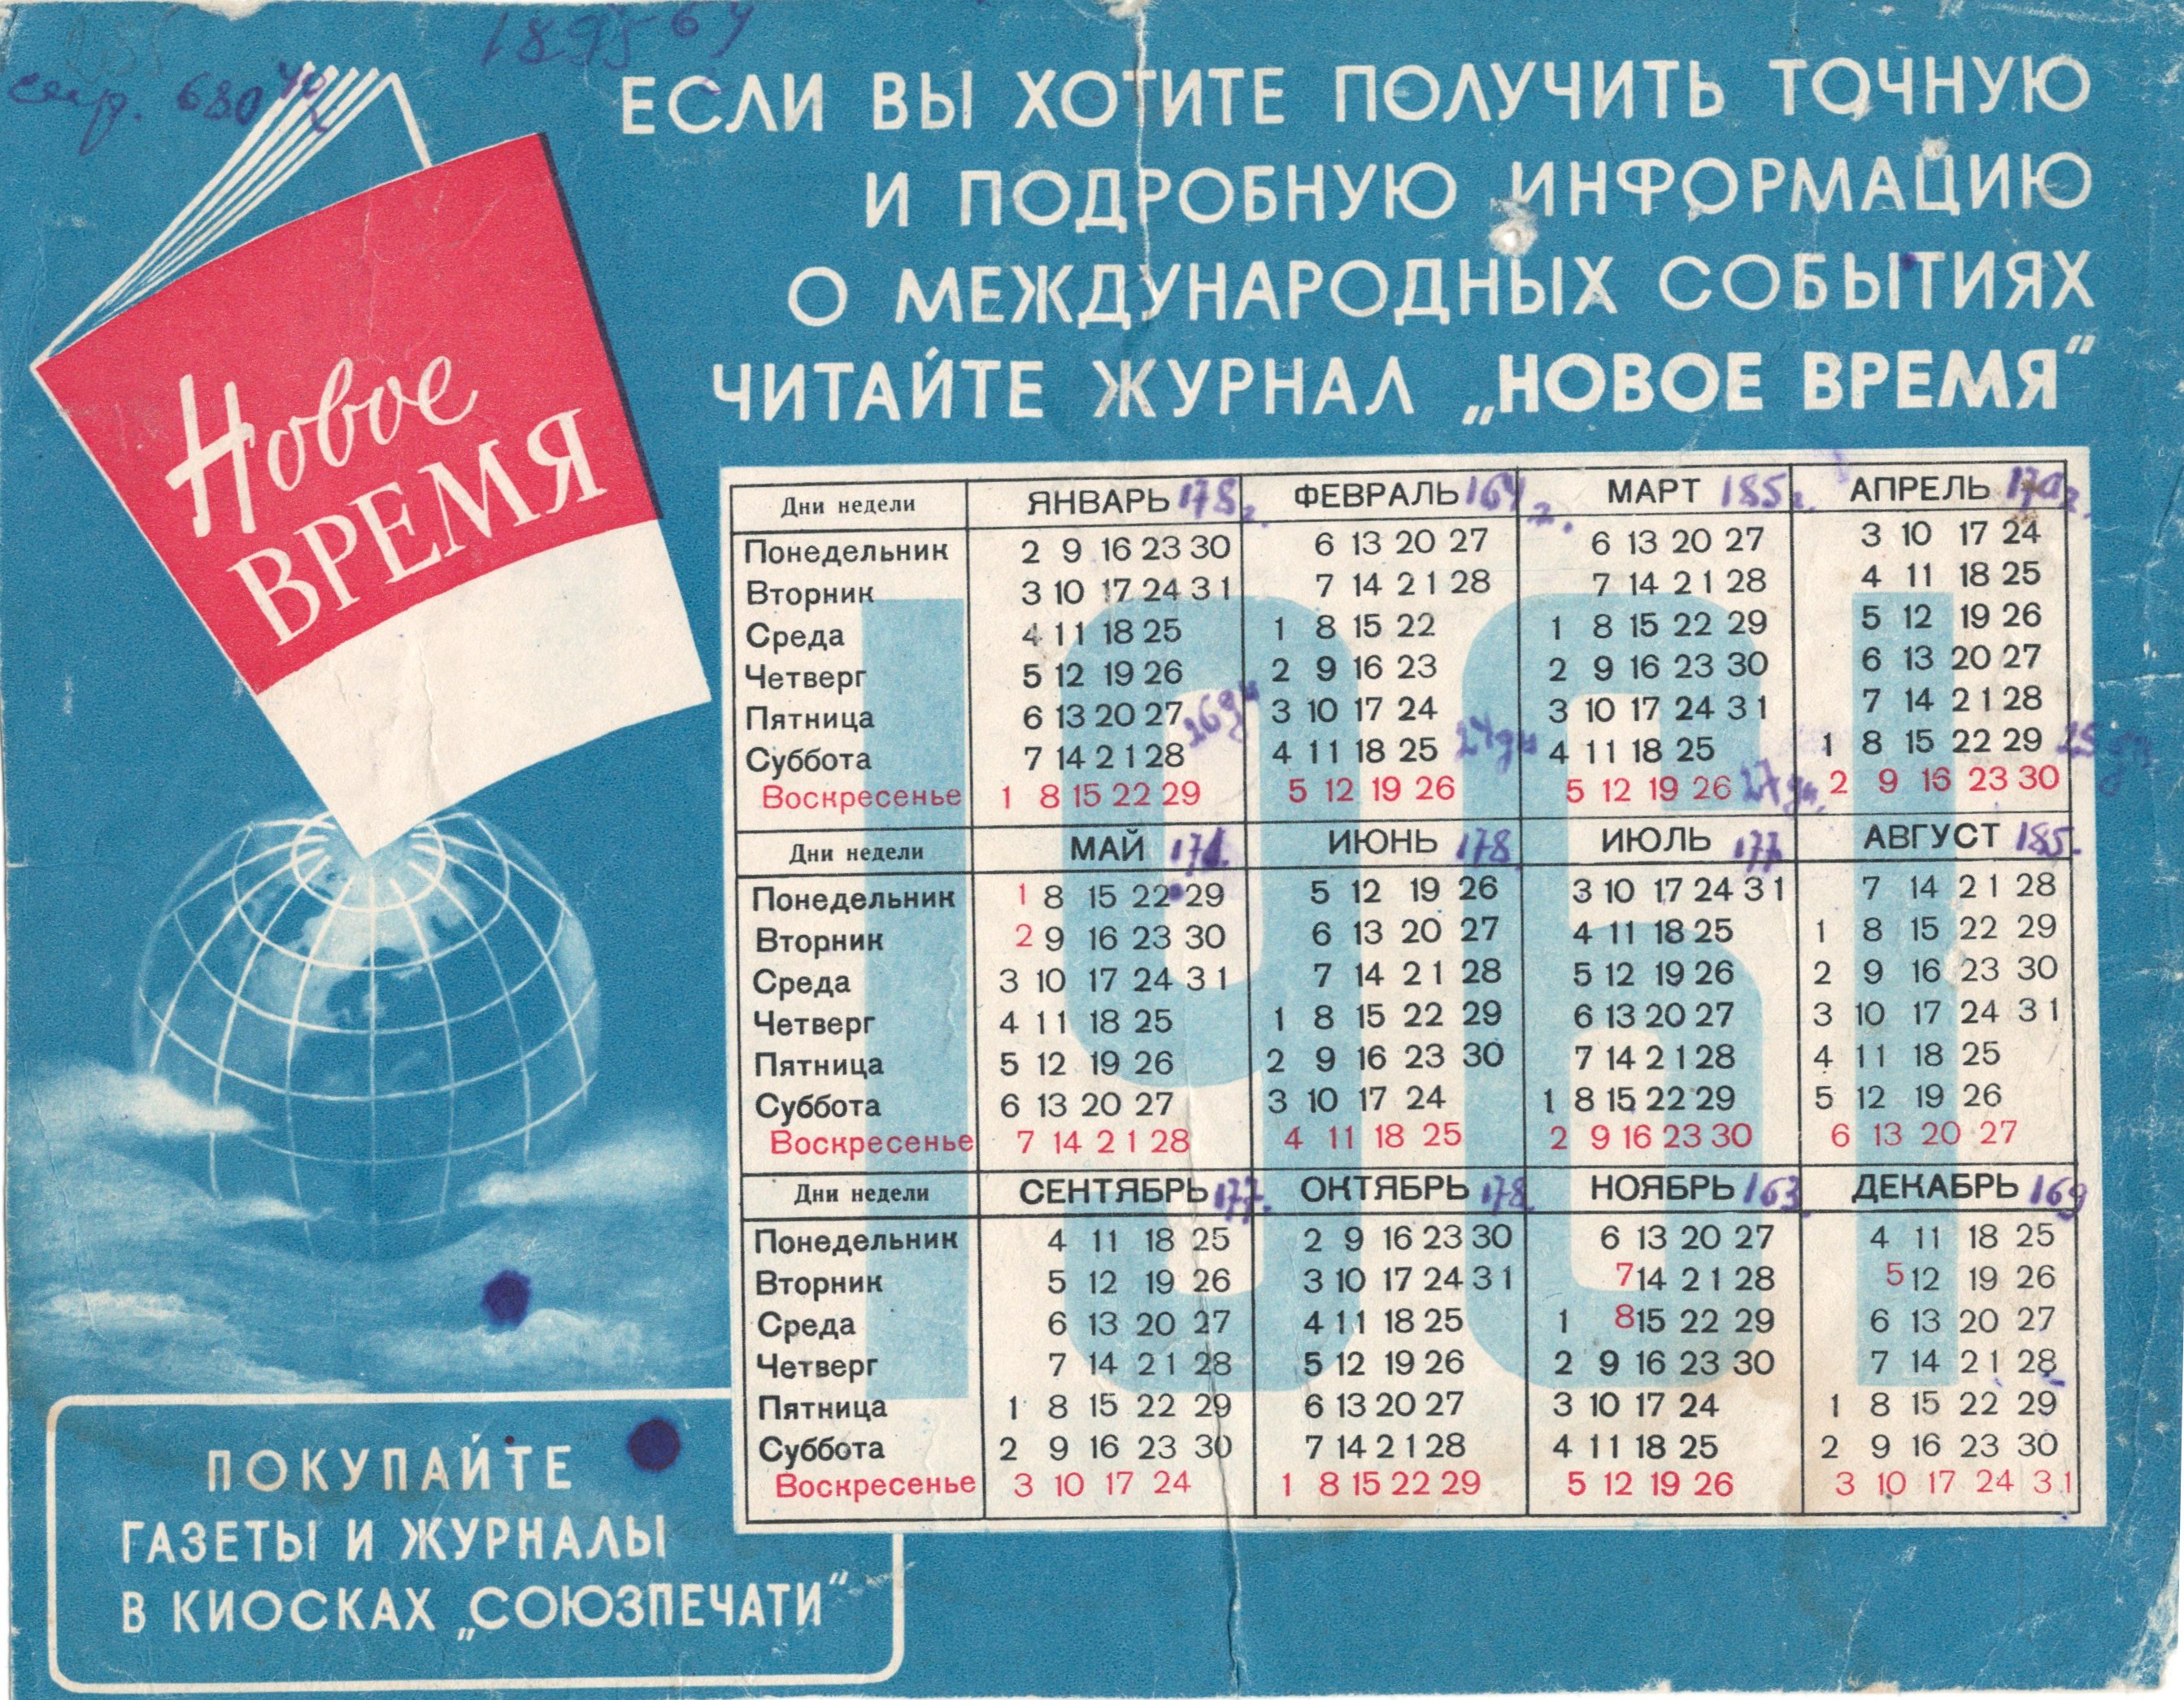 1895 64
стр. 680 40
ЕСЛИ ВЫ ХОТИТЕ ПОЛУЧИТЬ ТОЧНУЮ
И ПОДРОБНУЮ ИНФОРМАЦИЮ
О МЕЖДУНАРОДНЫХ СОБЫТИЯХ
ЧИТАЙТЕ ЖУРНАЛ „НОВОЕ ВРЕМЯ“
Новое
ВРЕМЯ
1961
Дни недели ЯНВАРЬ 178 г. ФЕВРАЛЬ 164 г. МАРТ 185 г. АПРЕЛЬ
Понедельник 2 9 16 23 30 6 13 20 27 6 13 20 27 3 10 17 24
Вторник 3 10 17 24 31 7 14 21 28 7 14 21 28 4 11 18 25
Среда 4 11 18 25 1 8 15 22 1 8 15 22 29 5 12 19 26
Четверг 5 12 19 26 2 9 16 23 2 9 16 23 30 6 13 20 27
Пятница 6 13 20 27 26дн 3 10 17 24 3 10 17 24 31 7 14 21 28
Суббота 7 14 21 28 4 11 18 25 24дн 4 11 18 25 1 8 15 22 29
Воскресенье 1 8 15 22 29 5 12 19 26 5 12 19 26 27дн. 2 9 16 23 30
Дни недели МАЙ ИЮНЬ 178. ИЮЛЬ 177 АВГУСТ 185.
Понедельник 1 8 15 22 29 5 12 19 26 3 10 17 24 31 7 14 21 28
Вторник 2 9 16 23 30 6 13 20 27 4 11 18 25 1 8 15 22 29
Среда 3 10 17 24 31 7 14 21 28 5 12 19 26 2 9 16 23 30
Четверг 4 11 18 25 1 8 15 22 29 6 13 20 27 3 10 17 24 31
Пятница 5 12 19 26 2 9 16 23 30 7 14 21 28 4 11 18 25
Суббота 6 13 20 27 3 10 17 24 1 8 15 22 29 5 12 19 26
Воскресенье 7 14 21 28 4 11 18 25 2 9 16 23 30 6 13 20 27
Дни недели СЕНТЯБРЬ 177. ОКТЯБРЬ 178. НОЯБРЬ 163. ДЕКАБРЬ 169
Понедельник 4 11 18 25 2 9 16 23 30 6 13 20 27 4 11 18 25
Вторник 5 12 19 26 3 10 17 24 31 7 14 21 28 5 12 19 26
Среда 6 13 20 27 4 11 18 25 1 8 15 22 29 6 13 20 27
Четверг 7 14 21 28 5 12 19 26 2 9 16 23 30 7 14 21 28
Пятница 1 8 15 22 29 6 13 20 27 3 10 17 24 1 8 15 22 29
Суббота 2 9 16 23 30 7 14 21 28 4 11 18 25 2 9 16 23 30
Воскресенье 3 10 17 24 1 8 15 22 29 5 12 19 26 3 10 17 24 31
ПОКУПАЙТЕ
ГАЗЕТЫ И ЖУРНАЛЫ
В КИОСКАХ „СОЮЗПЕЧАТИ“